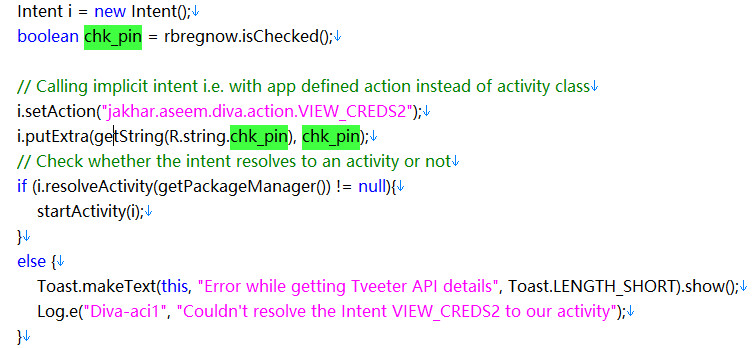 Intent i = new Intent();↓
boolean chk_pin = rbregnow.isChecked();↓
// Calling implicit intent i.e. with app defined action instead of activity class↓
i.setAction("jakhar.aseem.diva.action.VIEW_CREDS2");↓
i.putExtra(getString(R.string.chk_pin), chk_pin);↓
// Check whether the intent resolves to an activity or not↓
if (i.resolveActivity(getPackageManager()) != null){↓
startActivity(i);↓
}↓
else {↓
Toast.makeText(this, "Error while getting Tveeter API details", Toast.LENGTH_SHORT).show();↓
Log.e("Diva-aci1", "Couldn't resolve the Intent VIEW_CREDS2 to our activity");↓
}↓